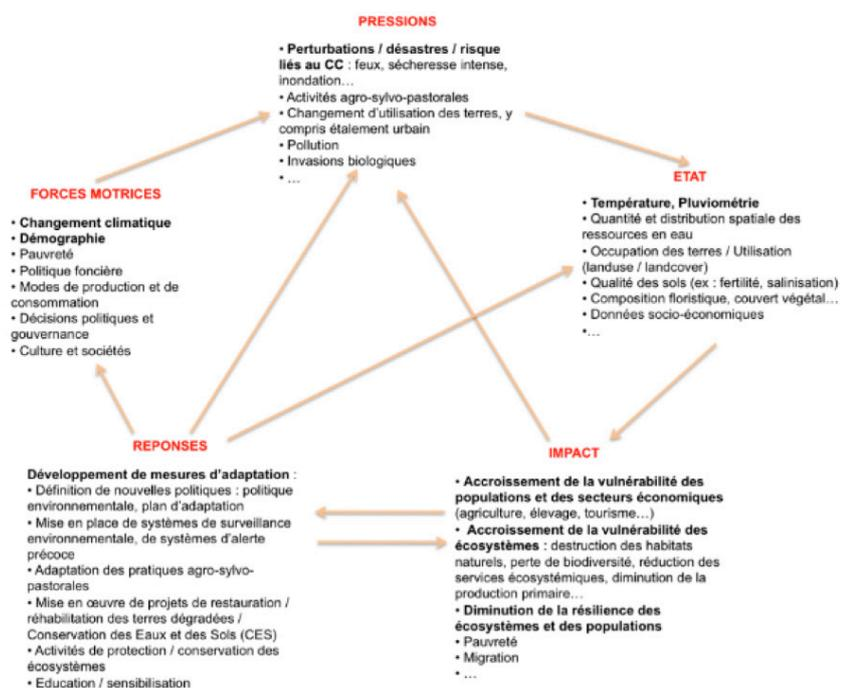 PRESSIONS
• Perturbations / désastres / risque
liés au CC : feux, sécheresse intense,
inondation…
• Activités agro-sylvo-pastorales
• Changement d'utilisation des terres, y
compris étalement urbain
• Pollution
• Invasions biologiques
• …
FORCES MOTRICES
• Changement climatique
• Démographie
• Pauvreté
• Politique foncière
• Modes de production et de
consommation
• Décisions politiques et
gouvernance
• Culture et sociétés
ETAT
• Température, Pluviométrie
• Quantité et distribution spatiale des
ressources en eau
• Occupation des terres / Utilisation
(landuse / landcover)
• Qualité des sols (ex : fertilité, salinisation)
• Composition floristique, couvert végétal…
• Données socio-économiques
•…
REPONSES
Développement de mesures d'adaptation :
• Définition de nouvelles politiques : politique
environnementale, plan d'adaptation
• Mise en place de systèmes de surveillance
environnementale, de systèmes d'alerte
précoce
• Adaptation des pratiques agro-sylvo-
pastorales
• Mise en œuvre de projets de restauration /
réhabilitation des terres dégradées /
Conservation des Eaux et des Sols (CES)
• Activités de protection / conservation des
écosystèmes
• Education / sensibilisation
IMPACT
• Accroissement de la vulnérabilité des
populations et des secteurs économiques
(agriculture, élevage, tourisme…)
• Accroissement de la vulnérabilité des
écosystèmes : destruction des habitats
naturels, perte de biodiversité, réduction des
services écosystémiques, diminution de la
production primaire…
• Diminution de la résilience des
écosystèmes et des populations
• Pauvreté
• Migration
• …